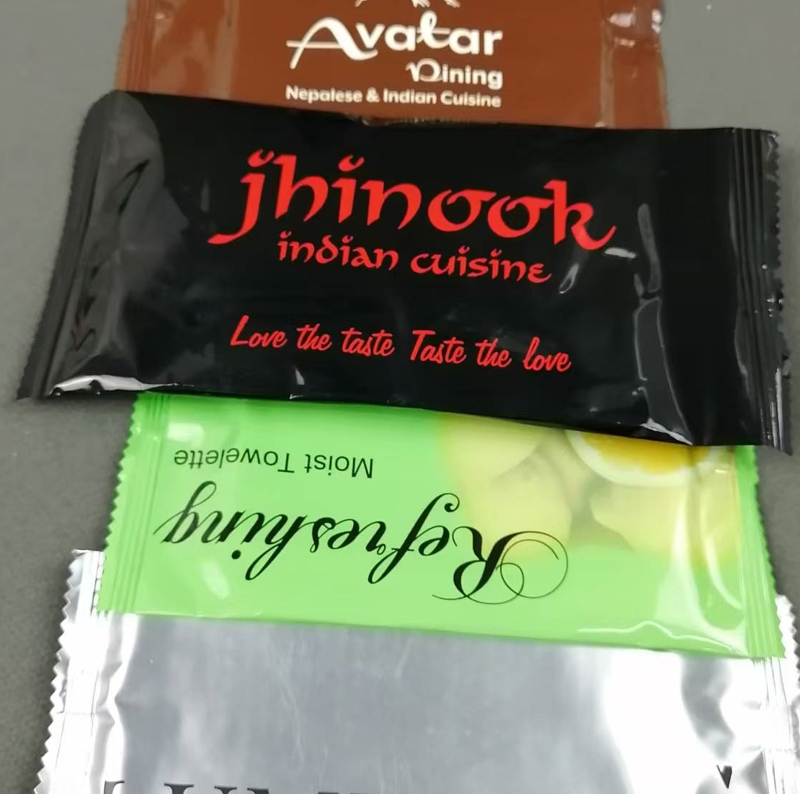 Avatar
Dining
Nepalese & Indian Cuisine
jhinook
indian cuisine
Love the taste Taste the love
Refreshing
Moist Towelette